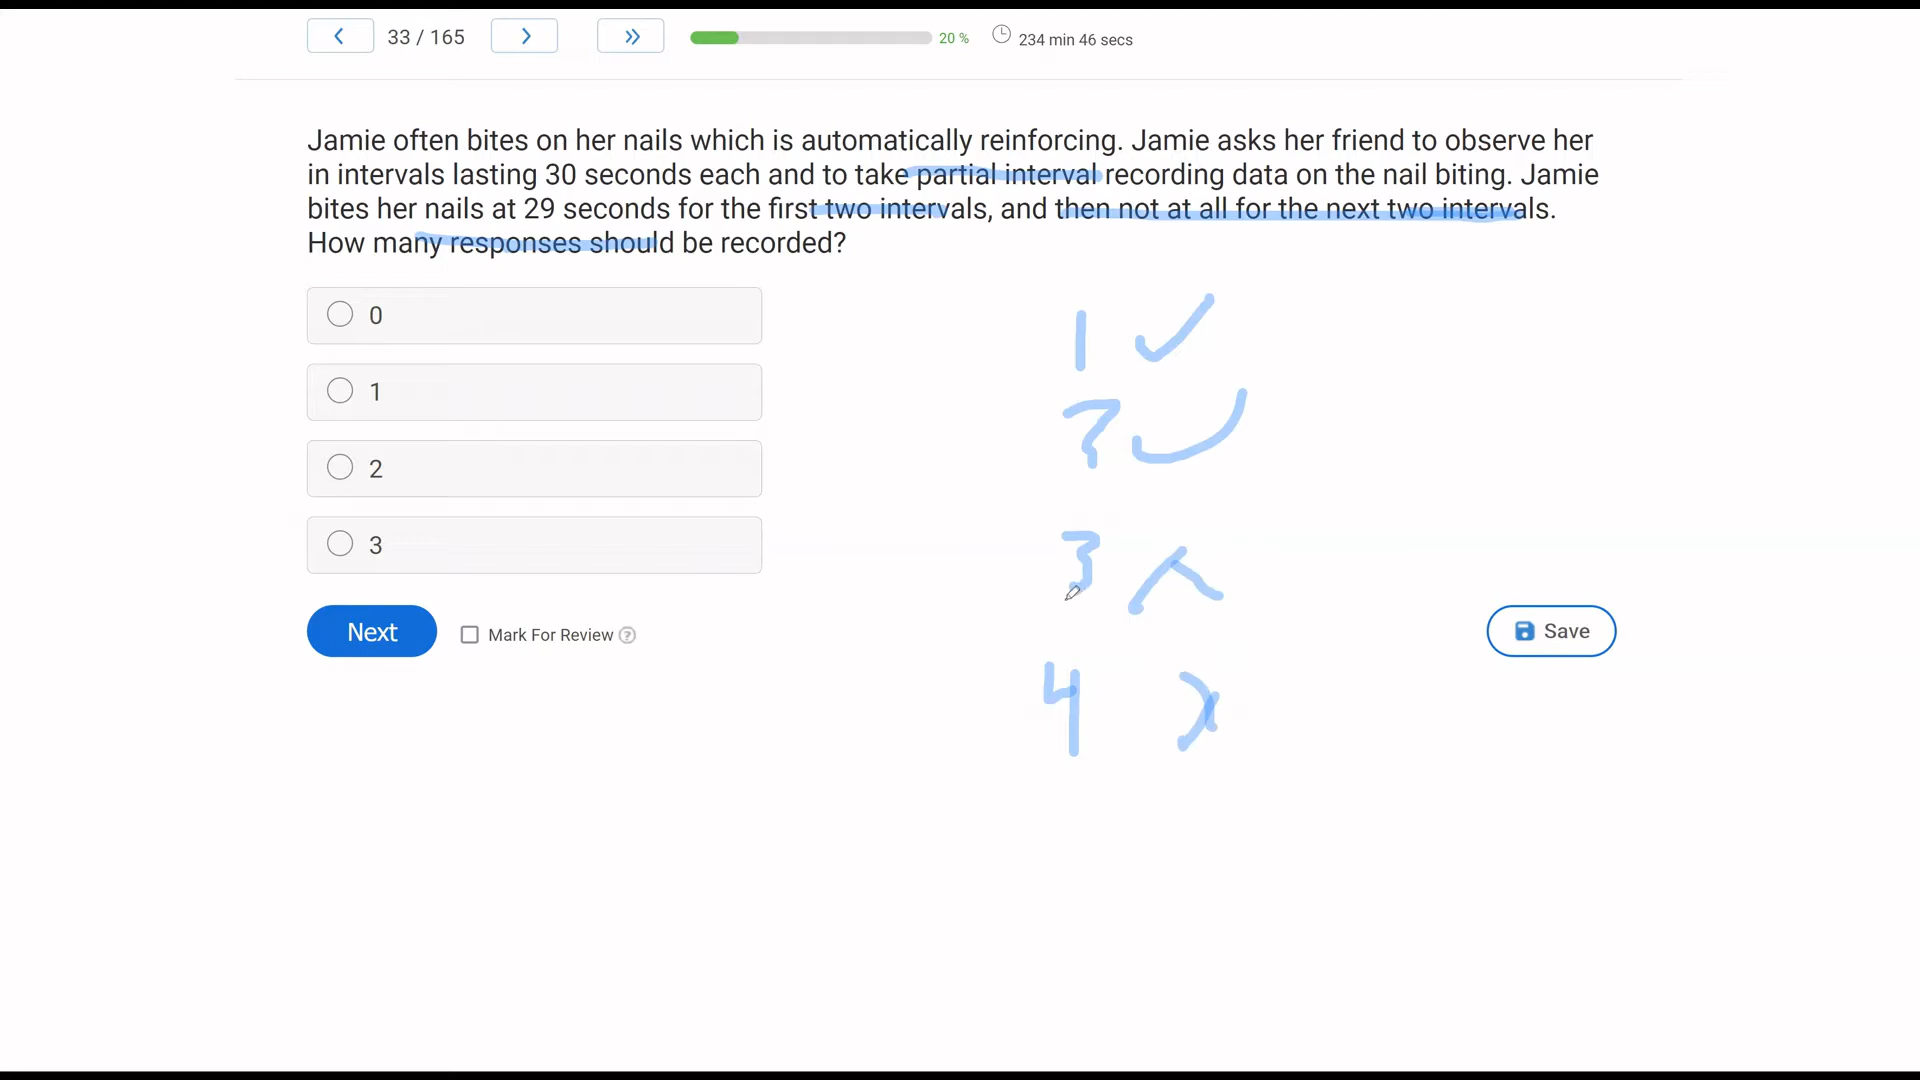 33 / 165
20 %
234 min 46 secs
Jamie often bites on her nails which is automatically reinforcing. Jamie asks her friend to observe her
in intervals lasting 30 seconds each and to take partial interval recording data on the nail biting. Jamie
bites her nails at 29 seconds for the first two intervals, and then not at all for the next two intervals.
How many responses should be recorded?
0
1
2
3
Next
Mark For Review ?
Save
1 ✓
2 ✓
3 x
4 x